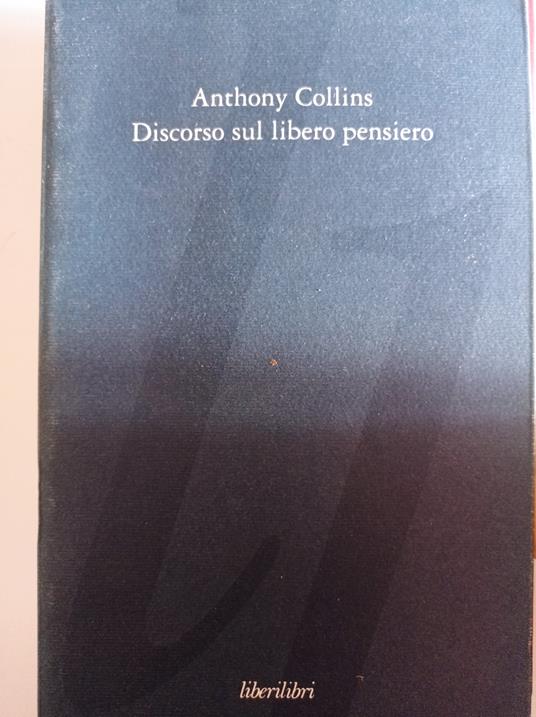 Anthony Collins
Discorso sul libero pensiero
liberilibri